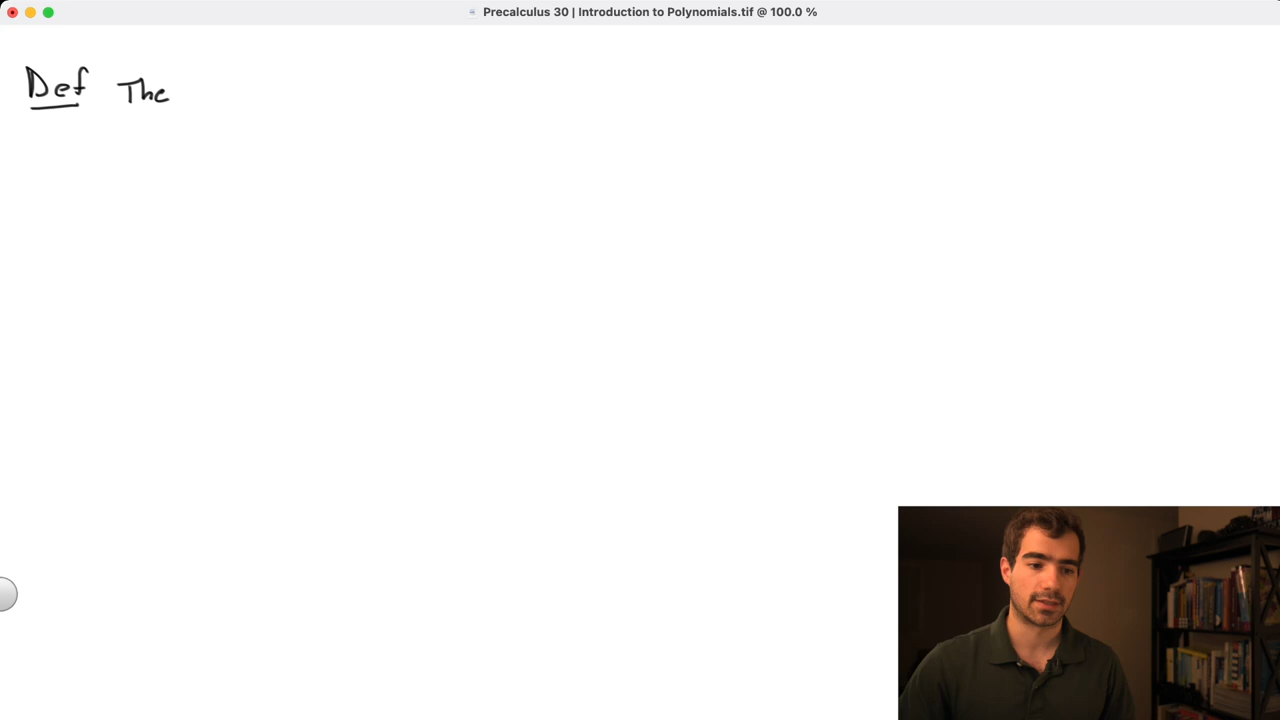 Precalculus 30 | Introduction to Polynomials.tif @ 100.0 %
Def The